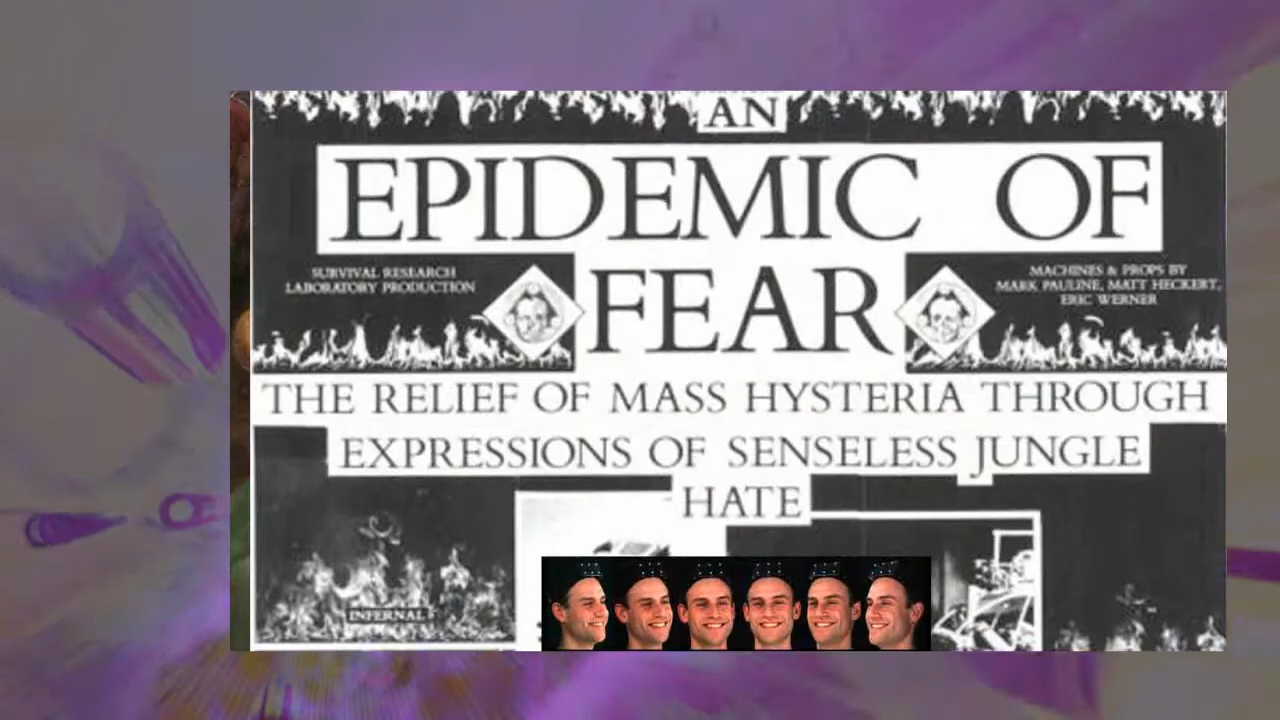 AN
EPIDEMIC OF
SURVIVAL RESEARCH
LABORATORY PRODUCTION
FEAR
MACHINES & PROPS BY
MARK PAULINE, MATT HECKERT,
ERIC WERNER
THE RELIEF OF MASS HYSTERIA THROUGH
EXPRESSIONS OF SENSELESS JUNGLE
HATE
INFERNAL